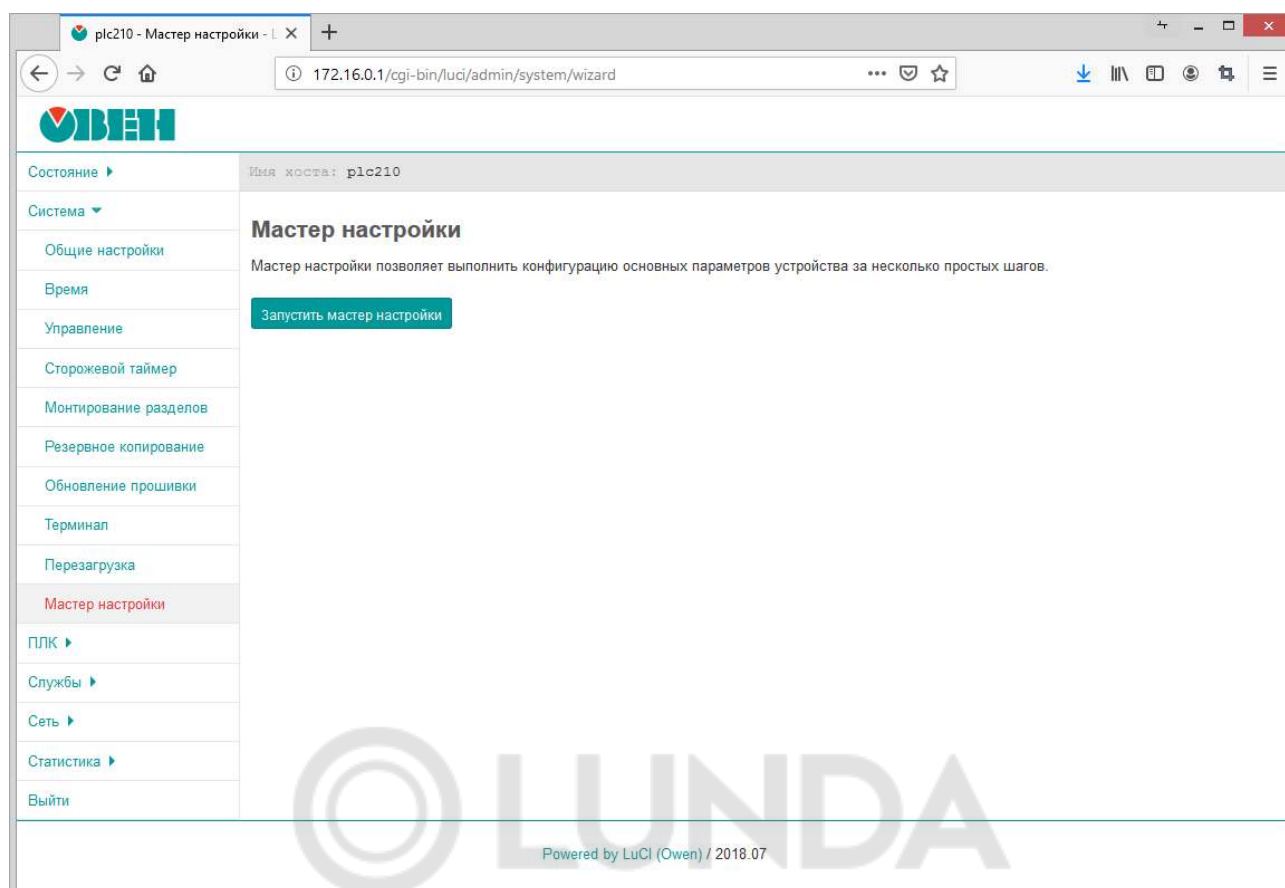 plc210 - Мастер настройки - L
172.16.0.1/cgi-bin/luci/admin/system/wizard
ОВЕН
Состояние
Имя хоста: plc210
Система
Общие настройки
Время
Управление
Сторожевой таймер
Монтирование разделов
Резервное копирование
Обновление прошивки
Терминал
Перезагрузка
Мастер настройки
ПЛК
Службы
Сеть
Статистика
Выйти
Мастер настройки
Мастер настройки позволяет выполнить конфигурацию основных параметров устройства за несколько простых шагов.
Запустить мастер настройки
LUNDA
Powered by LuCI (Owen) / 2018.07